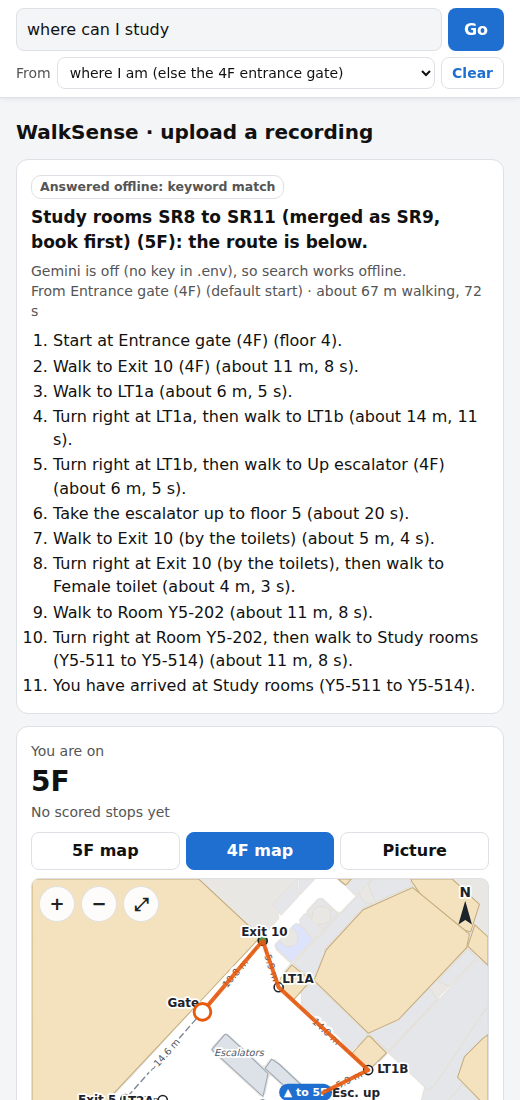 where can I study
Go
From
where I am (else the 4F entrance gate)
Clear
WalkSense · upload a recording
Answered offline: keyword match
Study rooms SR8 to SR11 (merged as SR9,
book first) (5F): the route is below.
Gemini is off (no key in .env), so search works offline.
From Entrance gate (4F) (default start) · about 67 m walking, 72
s
1. Start at Entrance gate (4F) (floor 4).
2. Walk to Exit 10 (4F) (about 11 m, 8 s).
3. Walk to LT1a (about 6 m, 5 s).
4. Turn right at LT1a, then walk to LT1b (about 14 m, 11
s).
5. Turn right at LT1b, then walk to Up escalator (4F)
(about 6 m, 5 s).
6. Take the escalator up to floor 5 (about 20 s).
7. Walk to Exit 10 (by the toilets) (about 5 m, 4 s).
8. Turn right at Exit 10 (by the toilets), then walk to
Female toilet (about 4 m, 3 s).
9. Walk to Room Y5-202 (about 11 m, 8 s).
10. Turn right at Room Y5-202, then walk to Study rooms
(Y5-511 to Y5-514) (about 11 m, 8 s).
11. You have arrived at Study rooms (Y5-511 to Y5-514).
You are on
5F
No scored stops yet
5F map
4F map
Picture
+
−
N
Exit 10
LT1A
Gate
14.6 m
Escalators
LT1B
▲ to 5F
Esc. up
Exit 5
LT2A